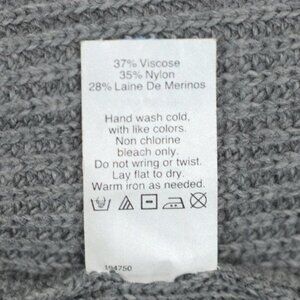 37% Viscose
35% Nylon
28% Laine De Merinos
Hand wash cold,
with like colors.
Non chlorine
bleach only.
Do not wring or twist.
Lay flat to dry.
Warm iron as needed.
194750